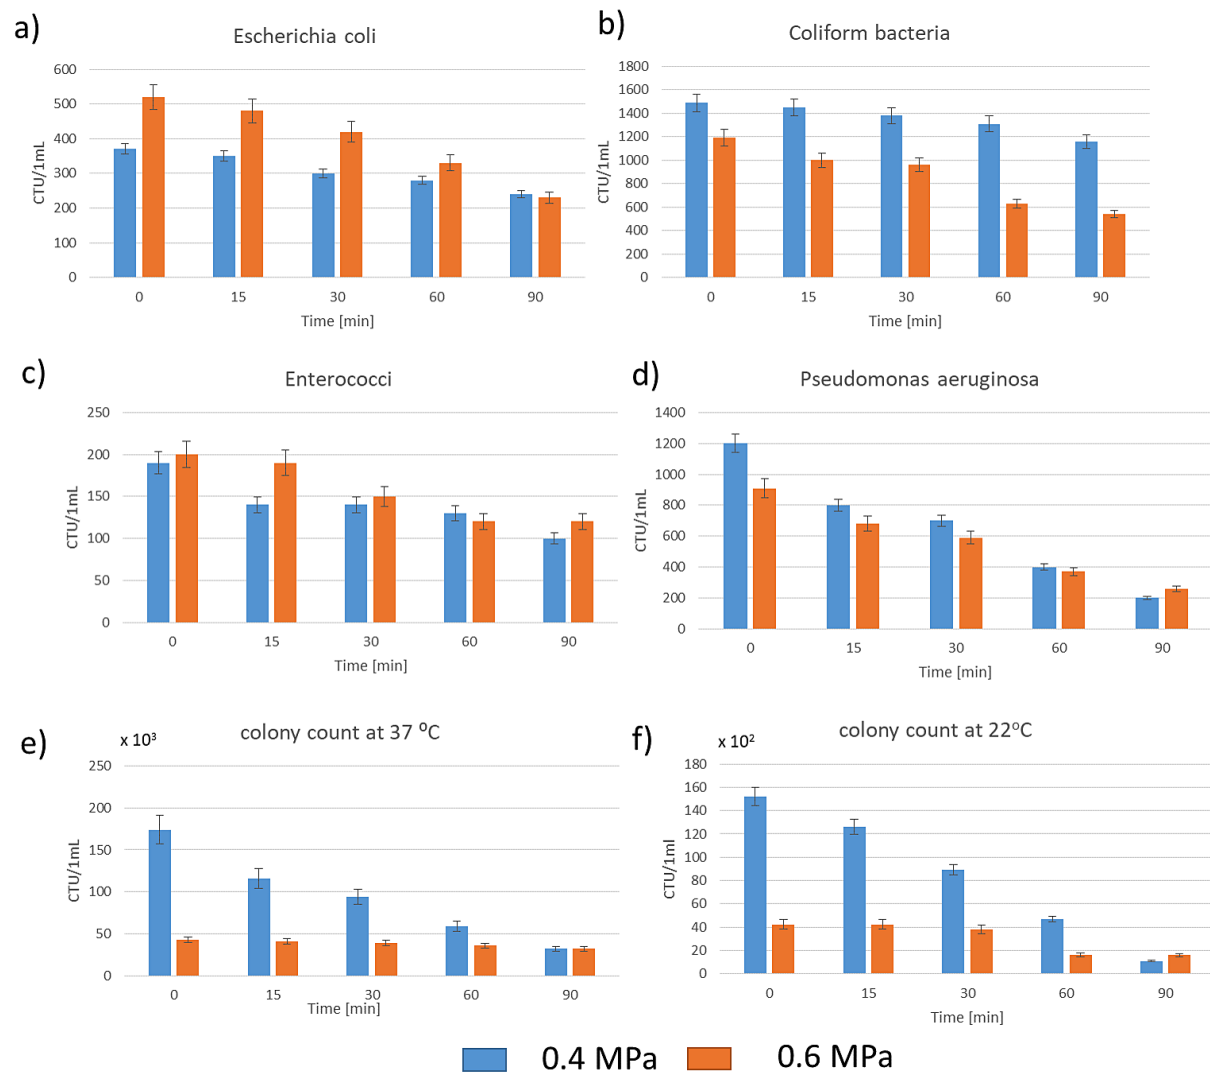 a)
Escherichia coli
CTU/1mL
600
500
400
300
200
100
0
0 15 30 60 90
Time [min]
b)
Coliform bacteria
CTU/1mL
1800
1600
1400
1200
1000
800
600
400
200
0
0 15 30 60 90
Time [min]
c)
Enterococci
CTU/1mL
250
200
150
100
50
0
0 15 30 60 90
Time [min]
d)
Pseudomonas aeruginosa
CTU/1mL
1400
1200
1000
800
600
400
200
0
0 15 30 60 90
Time [min]
e)
x 10³
colony count at 37 ⁰C
CTU/1mL
250
200
150
100
50
0
0 15 30 60 90
Time [min]
f)
x 10²
colony count at 22°C
CTU/1ml
180
160
140
120
100
80
60
40
20
0
0 15 30 60 90
Time [min]
0.4 MPa 0.6 MPa